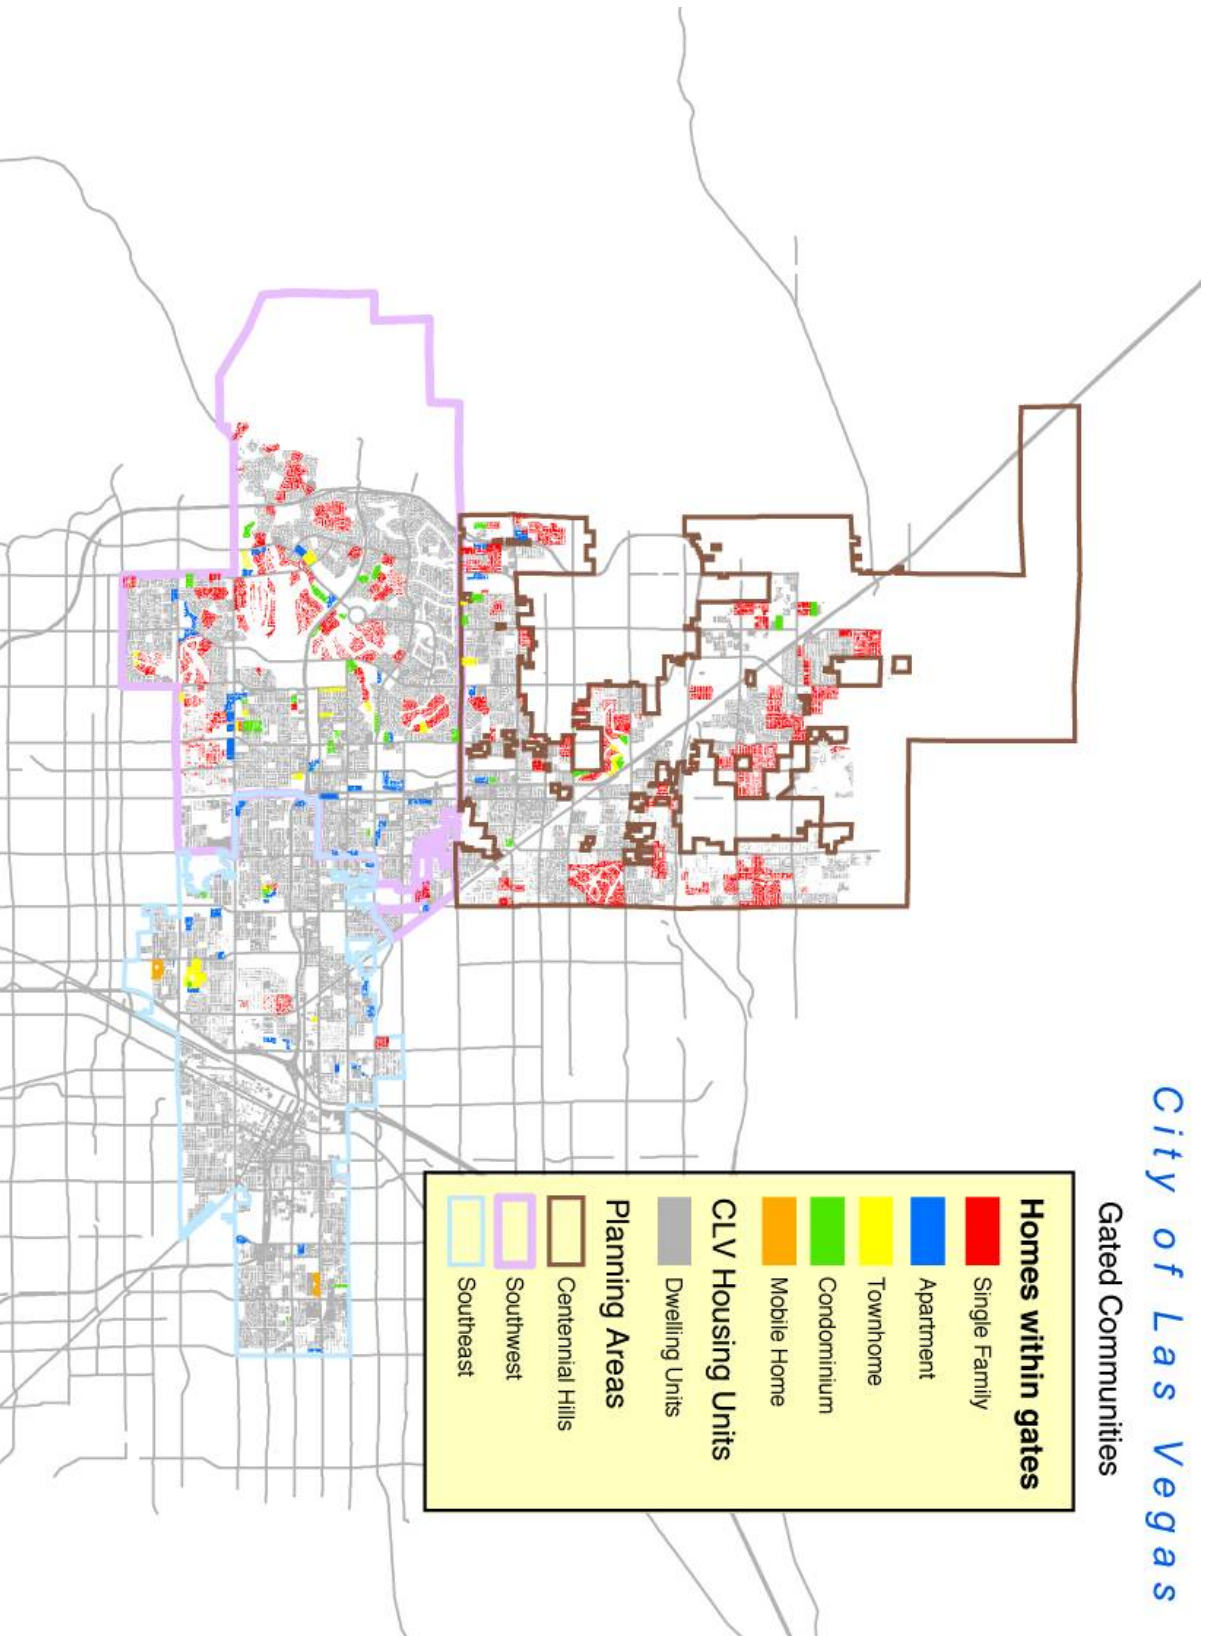 City of Las Vegas
Gated Communities
Homes within gates
Single Family
Apartment
Townhome
Condominium
Mobile Home
CLV Housing Units
Dwelling Units
Planning Areas
Centennial Hills
Southwest
Southeast